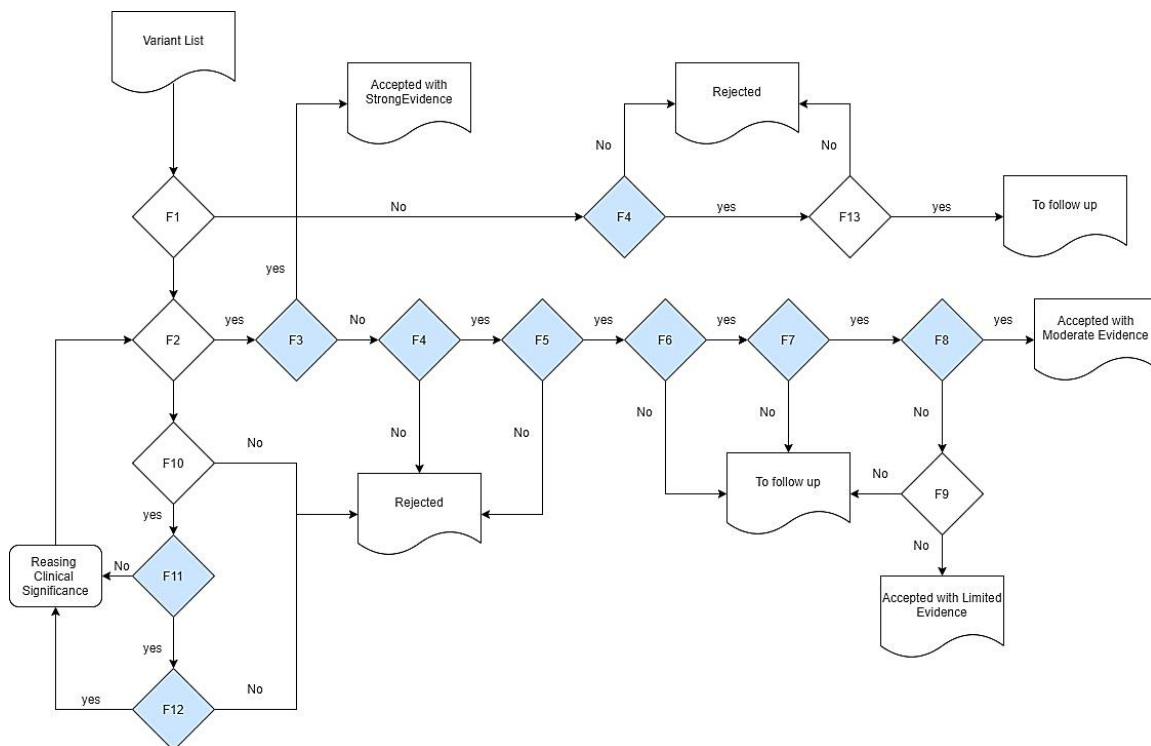 Variant List
Accepted with
StrongEvidence
Rejected
No
No
F1
No
F4
yes
F13
yes
To follow up
yes
F2
yes
F3
No
F4
yes
F5
yes
F6
yes
F7
yes
F8
yes
Accepted with
Moderate Evidence
No
No
No
No
No
F10
No
Rejected
To follow up
No
F9
yes
No
Reasing
Clinical
Significance
No
F11
Accepted with Limited
Evidence
yes
yes
F12
No